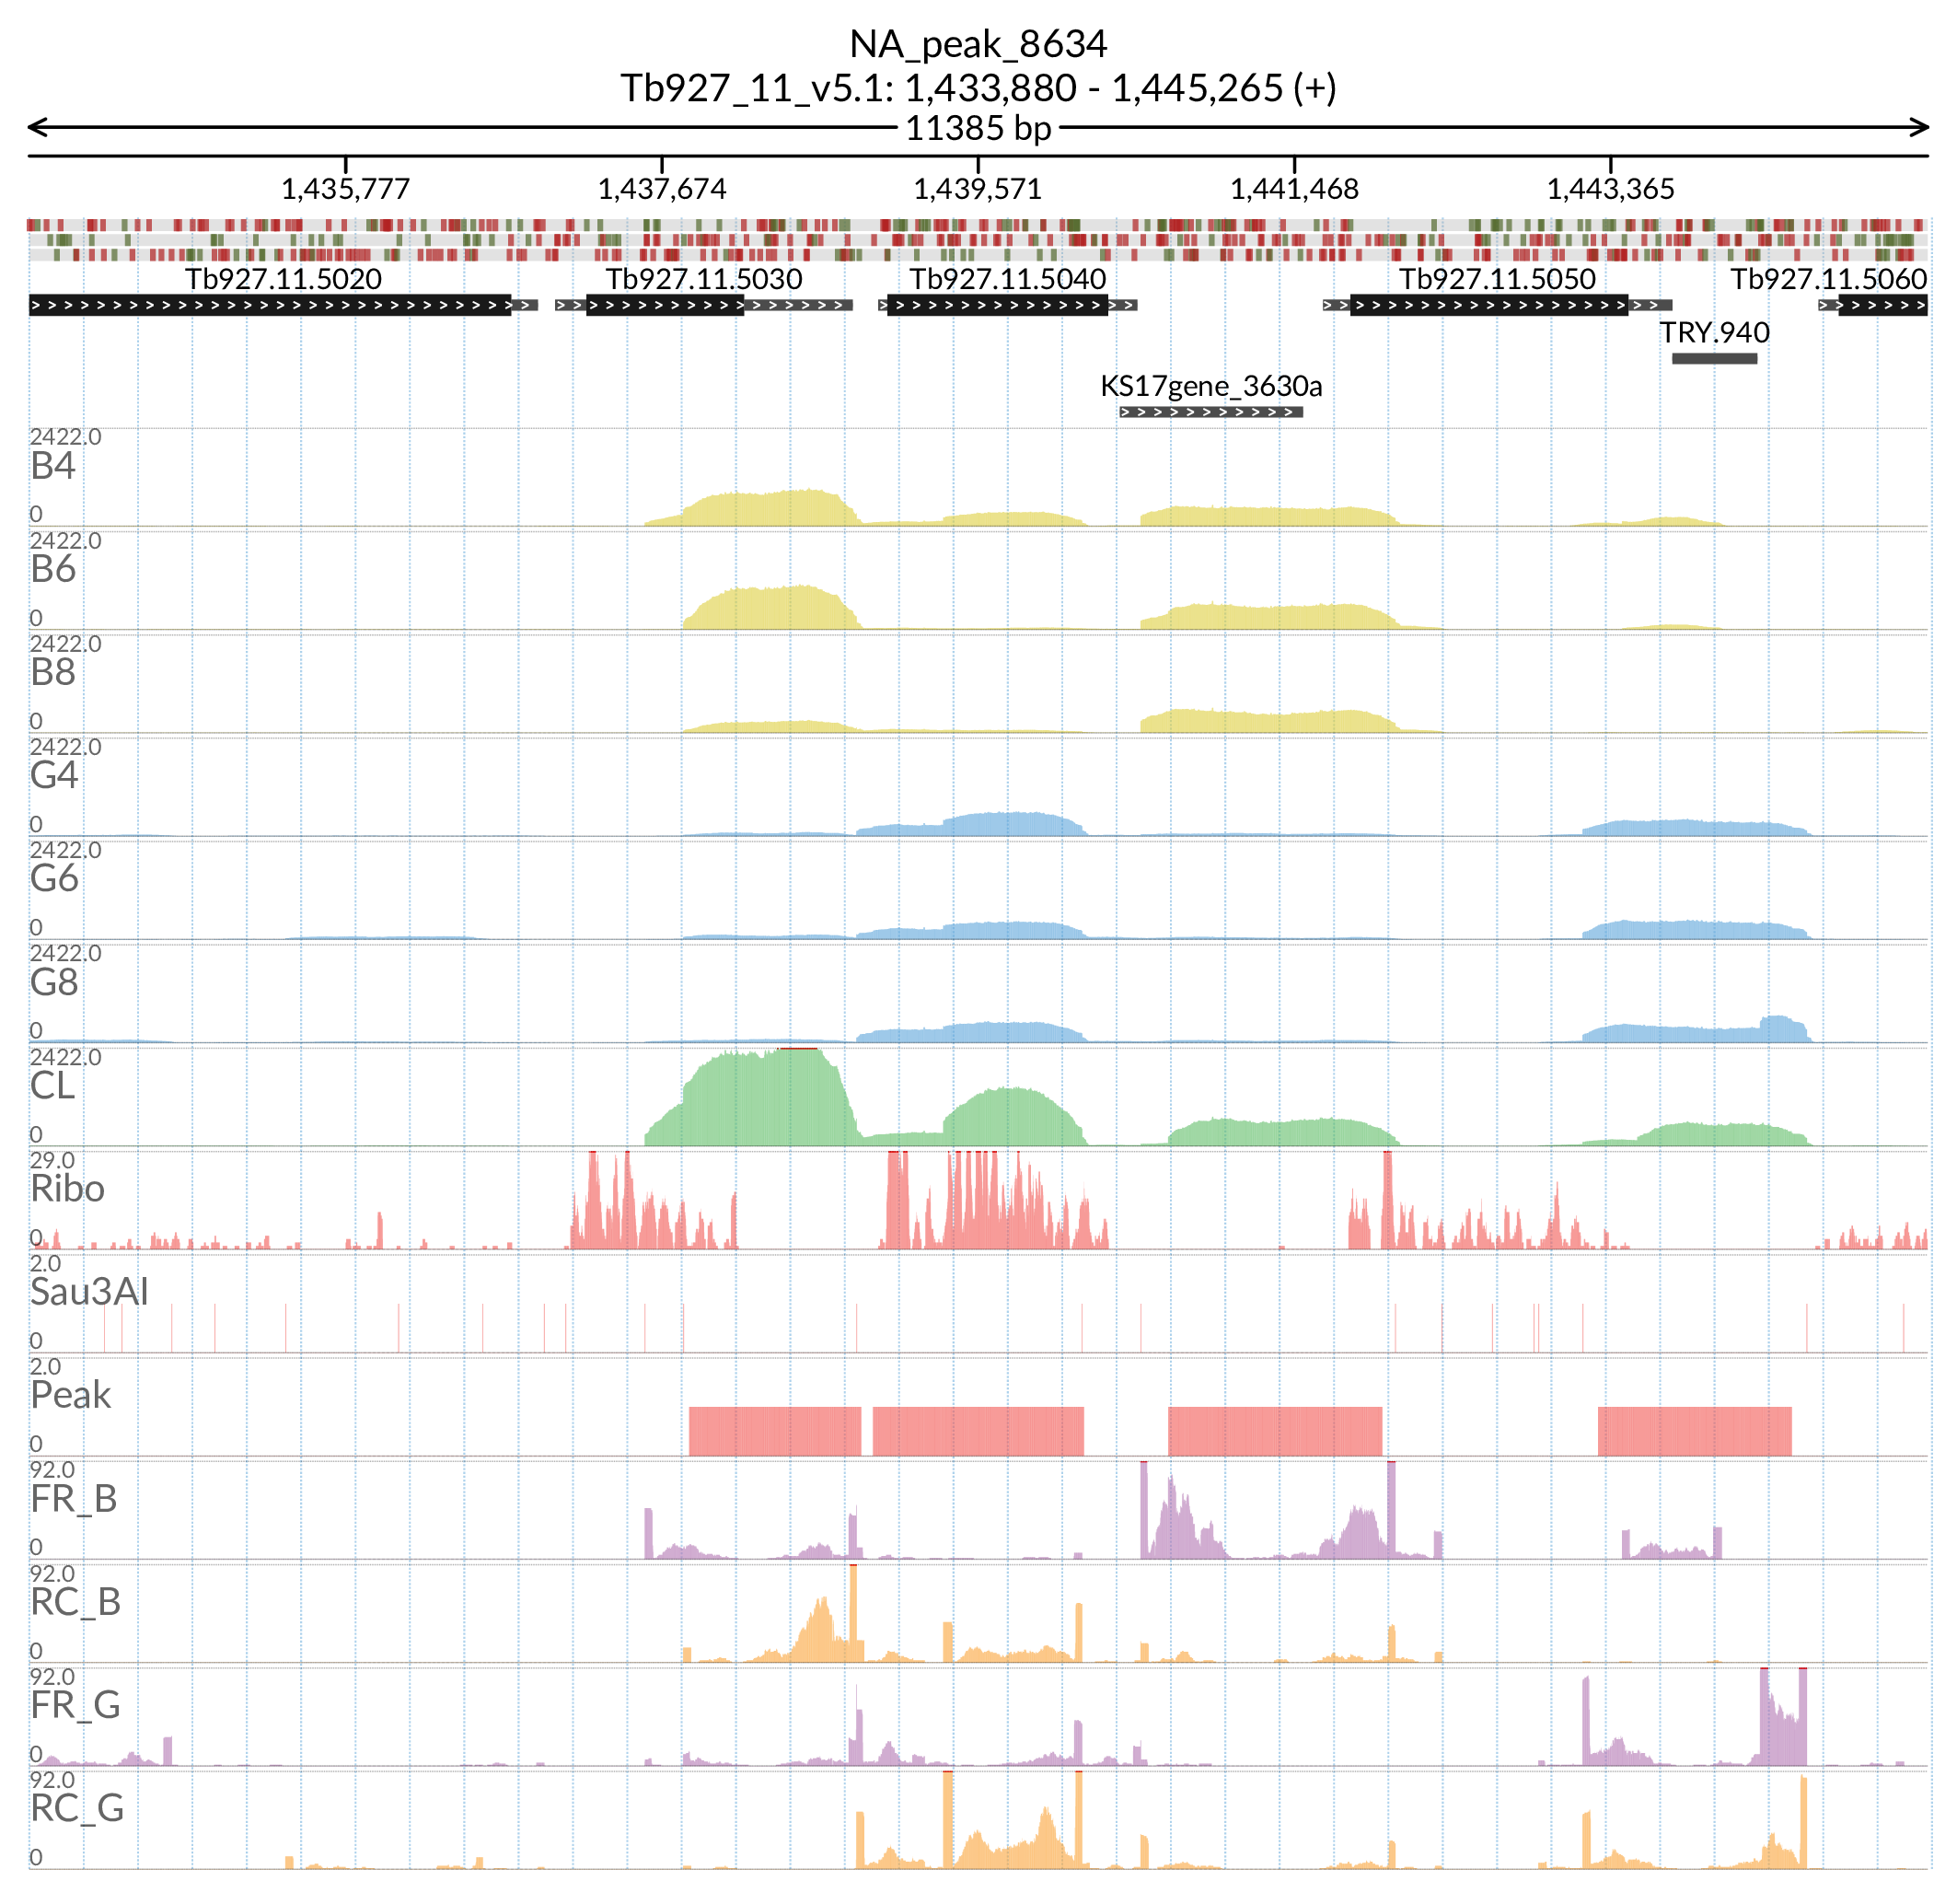 NA_peak_8634
Tb927_11_v5.1: 1,433,880 - 1,445,265 (+)
11385 bp
1,435,777 1,437,674 1,439,571 1,441,468 1,443,365
Tb927.11.5020 Tb927.11.5030 Tb927.11.5040 Tb927.11.5050 Tb927.11.5060
TRY.940
KS17gene_3630a
2422.0
B4
0
2422.0
B6
0
2422.0
B8
0
2422.0
G4
0
2422.0
G6
0
2422.0
G8
0
2422.0
CL
0
29.0
Ribo
0
2.0
Sau3AI
0
2.0
Peak
0
92.0
FR_B
0
92.0
RC_B
0
92.0
FR_G
0
92.0
RC_G
0